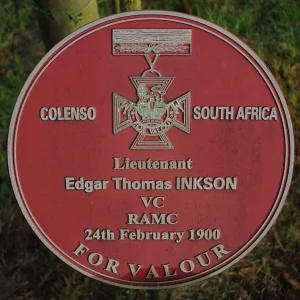 COLENSO SOUTH AFRICA
Lieutenant
Edgar Thomas INKSON
VC
RAMC
24th February 1900
FOR VALOUR